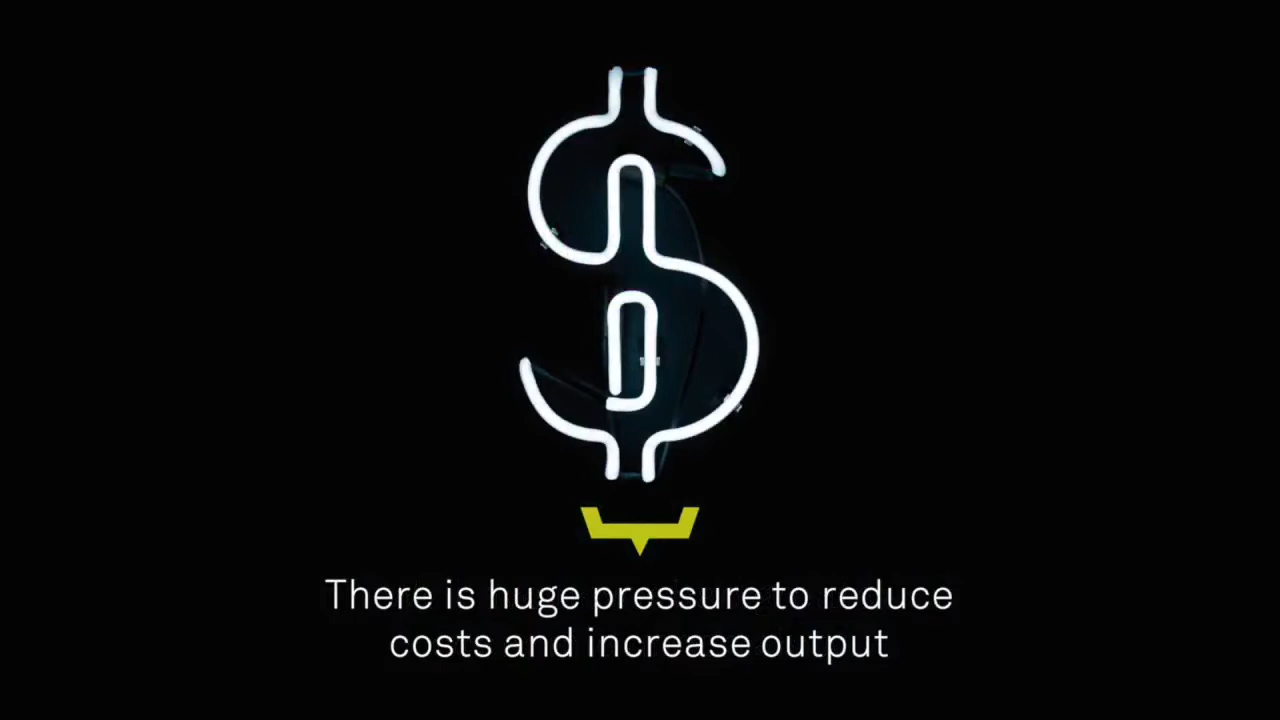 $
There is huge pressure to reduce
costs and increase output